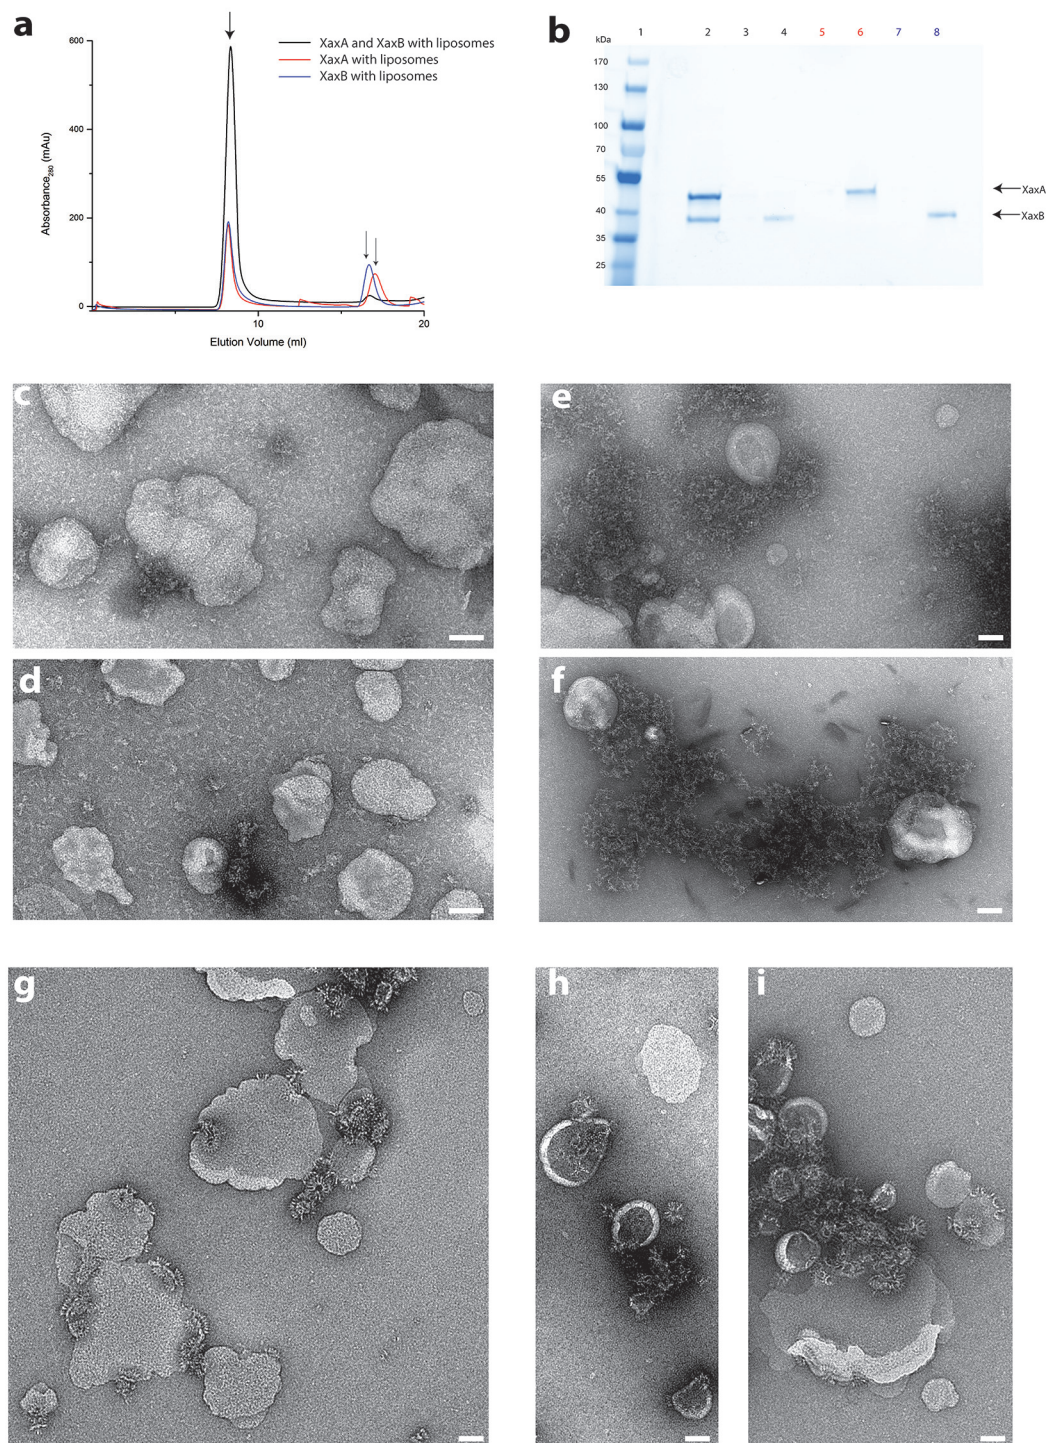 a
XaxA and XaxB with liposomes
XaxA with liposomes
XaxB with liposomes
600
400
200
0
10
20
Absorbance280 (mAu)
Elution Volume (ml)
b
kDa 1 2 3 4 5 6 7 8
170
130
100
70
55
40
35
25
XaxA
XaxB
c
e
d
f
g
h
i